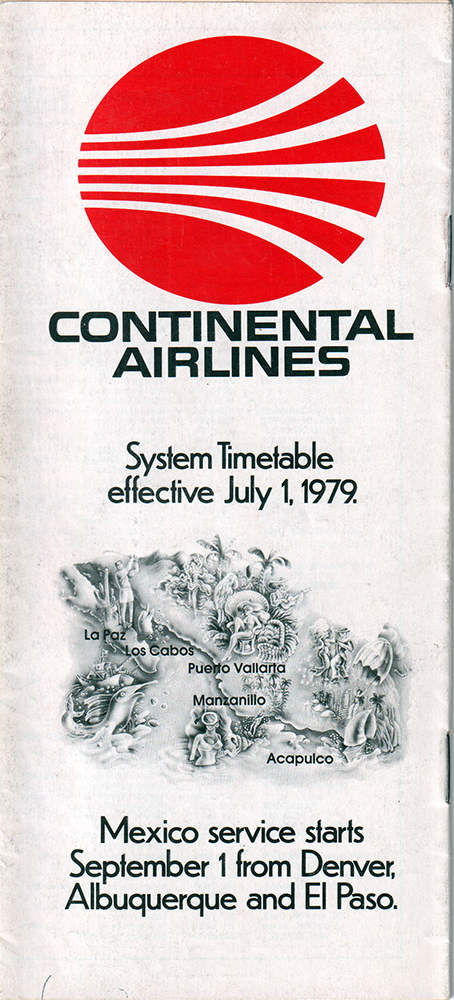 CONTINENTAL
AIRLINES
System Timetable
effective July 1, 1979.
La Paz
Los Cabos
Puerto Vallarta
Manzanillo
Acapulco
Mexico service starts
September 1 from Denver,
Albuquerque and El Paso.